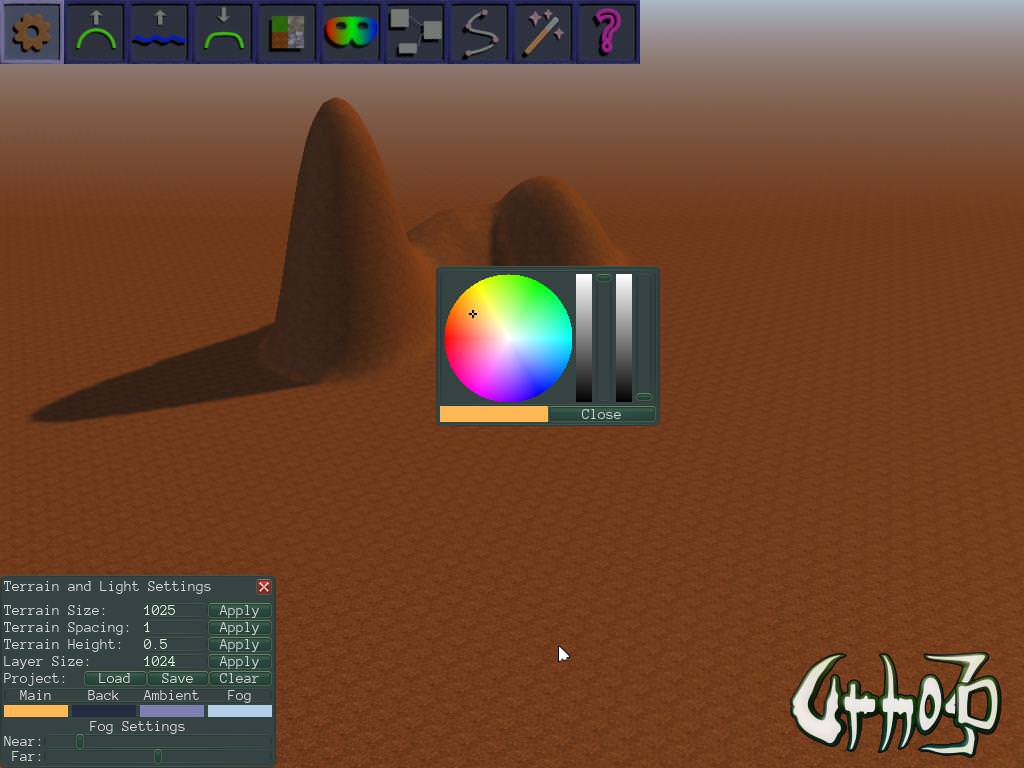 Close
Terrain and Light Settings
Terrain Size: 1025 Apply
Terrain Spacing: 1 Apply
Terrain Height: 0.5 Apply
Layer Size: 1024 Apply
Project: Load Save Clear
Main Back Ambient Fog
Fog Settings
Near:
Far: